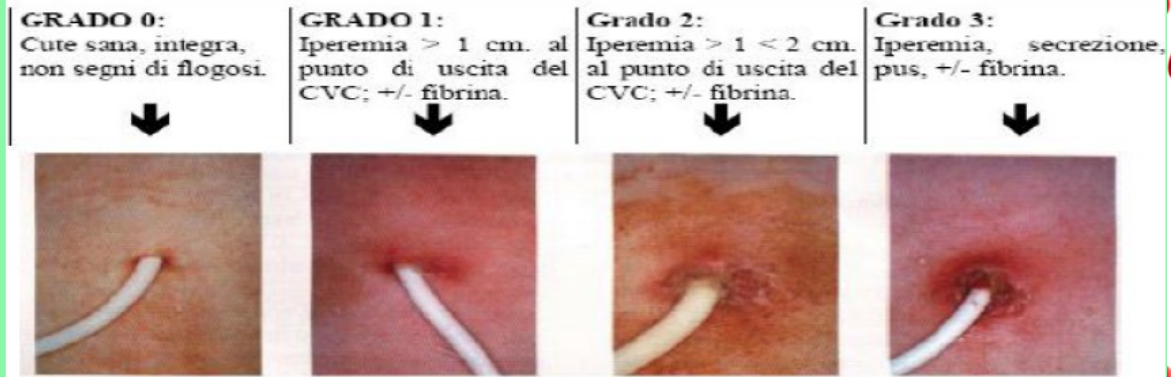 GRADO 0:
Cute sana, integra,
non segni di flogosi.
GRADO 1:
Iperemia > 1 cm. al
punto di uscita del
CVC; +/- fibrina.
Grado 2:
Iperemia > 1 < 2 cm.
al punto di uscita del
CVC; +/- fibrina.
Grado 3:
Iperemia, secrezione,
pus, +/- fibrina.